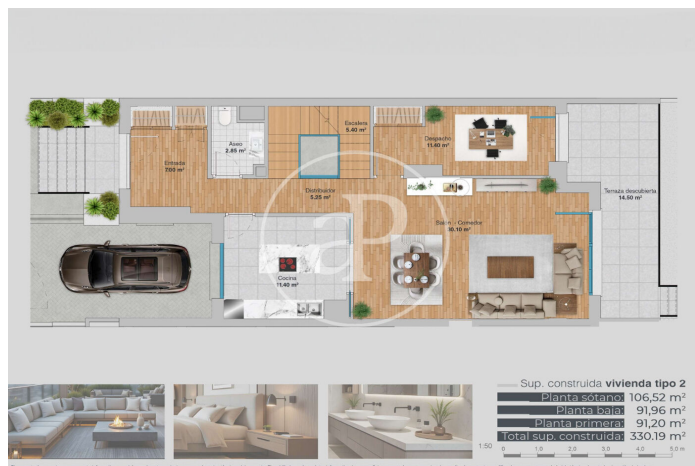 Escalera
5.40 m²
Aseo
2.85 m²
Despacho
11.40 m²
Entrada
7.00 m²
Distribuidor
5.35 m²
Terraza descubierta
14.50 m²
Salón - Comedor
30.10 m²
Cocina
11.40 m²
aP
Sup. construida vivienda tipo 2
Planta sótano: 106,52 m²
Planta baja: 91,96 m²
Planta primera: 91,20 m²
Total sup. construida: 330.19 m²
1:50 0 1.0 2.0 3.0 4.0 5.0 m